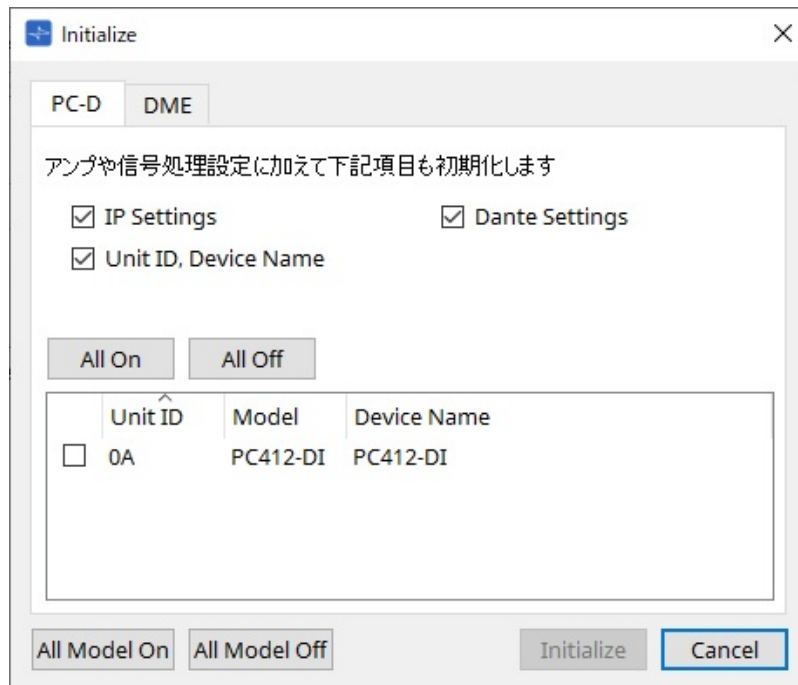 Initialize
PC-D DME
アンプや信号処理設定に加えて下記項目も初期化します
IP Settings Dante Settings
Unit ID, Device Name
All On All Off
Unit ID Model Device Name
0A PC412-DI PC412-DI
All Model On All Model Off Initialize Cancel